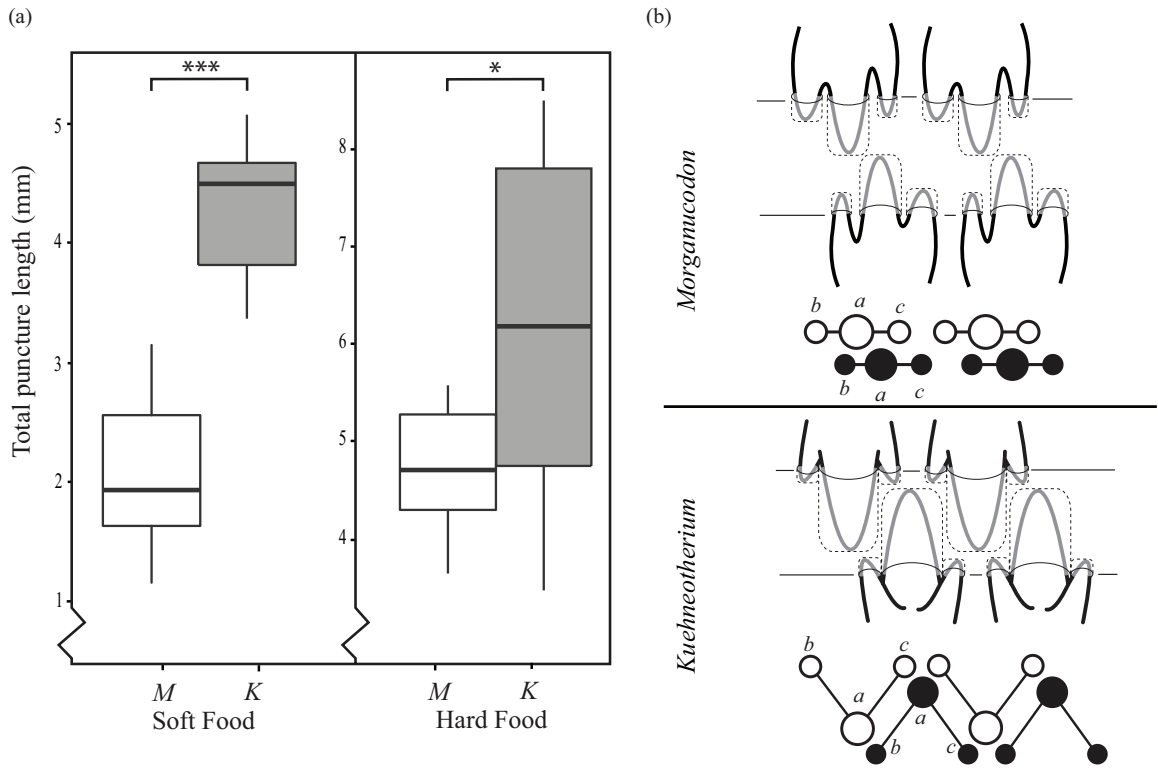 (a)
Total puncture length (mm)
5
4
3
2
1
***
M K
Soft Food
8
7
6
5
4
*
M K
Hard Food
(b)
Morganucodon
b a c
b a c
Kuehneotherium
b c
a
a
b c